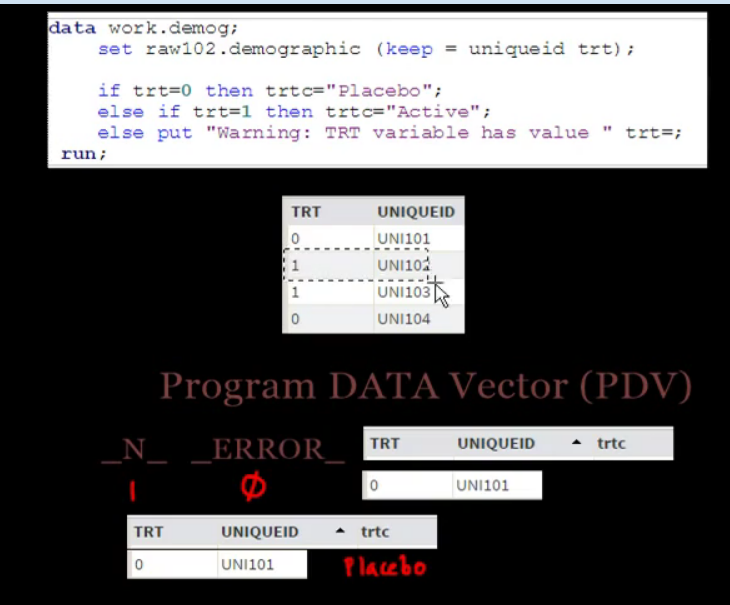 data work.demog;
set raw102.demographic (keep = uniqueid trt);
if trt=0 then trtc="Placebo";
else if trt=1 then trtc="Active";
else put "Warning: TRT variable has value " trt=;
run;
TRT UNIQUEID
0 UNI101
1 UNI102
1 UNI103
0 UNI104
Program DATA Vector (PDV)
_N_ _ERROR_ TRT UNIQUEID trtc
1 0 0 UNI101
TRT UNIQUEID trtc
0 UNI101 Placebo